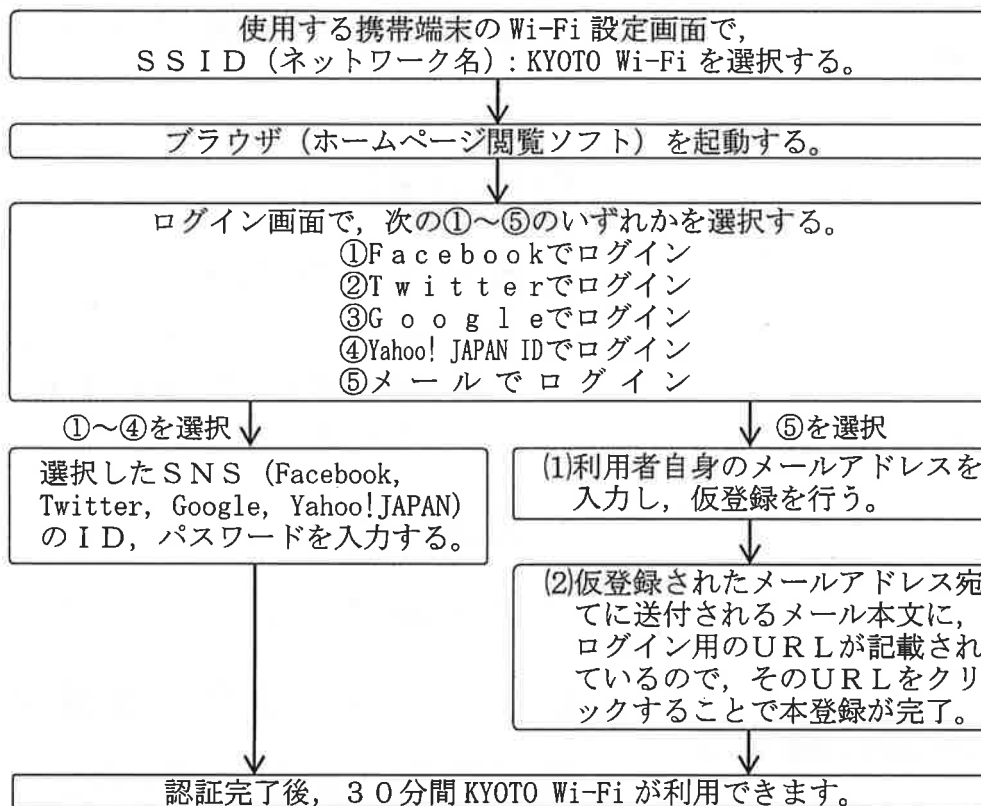 使用する携帯端末の Wi-Fi 設定画面で，
ＳＳＩＤ（ネットワーク名）: KYOTO Wi-Fi を選択する。
ブラウザ（ホームページ閲覧ソフト）を起動する。
ログイン画面で，次の①～⑤のいずれかを選択する。
①Ｆａｃｅｂｏｏｋでログイン
②Ｔｗｉｔｔｅｒでログイン
③Ｇｏｏｇｌｅでログイン
④Yahoo! JAPAN IDでログイン
⑤メールでログイン
①～④を選択
選択したＳＮＳ（Facebook,
Twitter, Google, Yahoo!JAPAN)
のＩＤ，パスワードを入力する。
⑤を選択
⑴利用者自身のメールアドレスを
入力し，仮登録を行う。
⑵仮登録されたメールアドレス宛
てに送付されるメール本文に，
ログイン用のＵＲＬが記載され
ているので，そのＵＲＬをクリ
ックすることで本登録が完了。
認証完了後，３０分間 KYOTO Wi-Fi が利用できます。